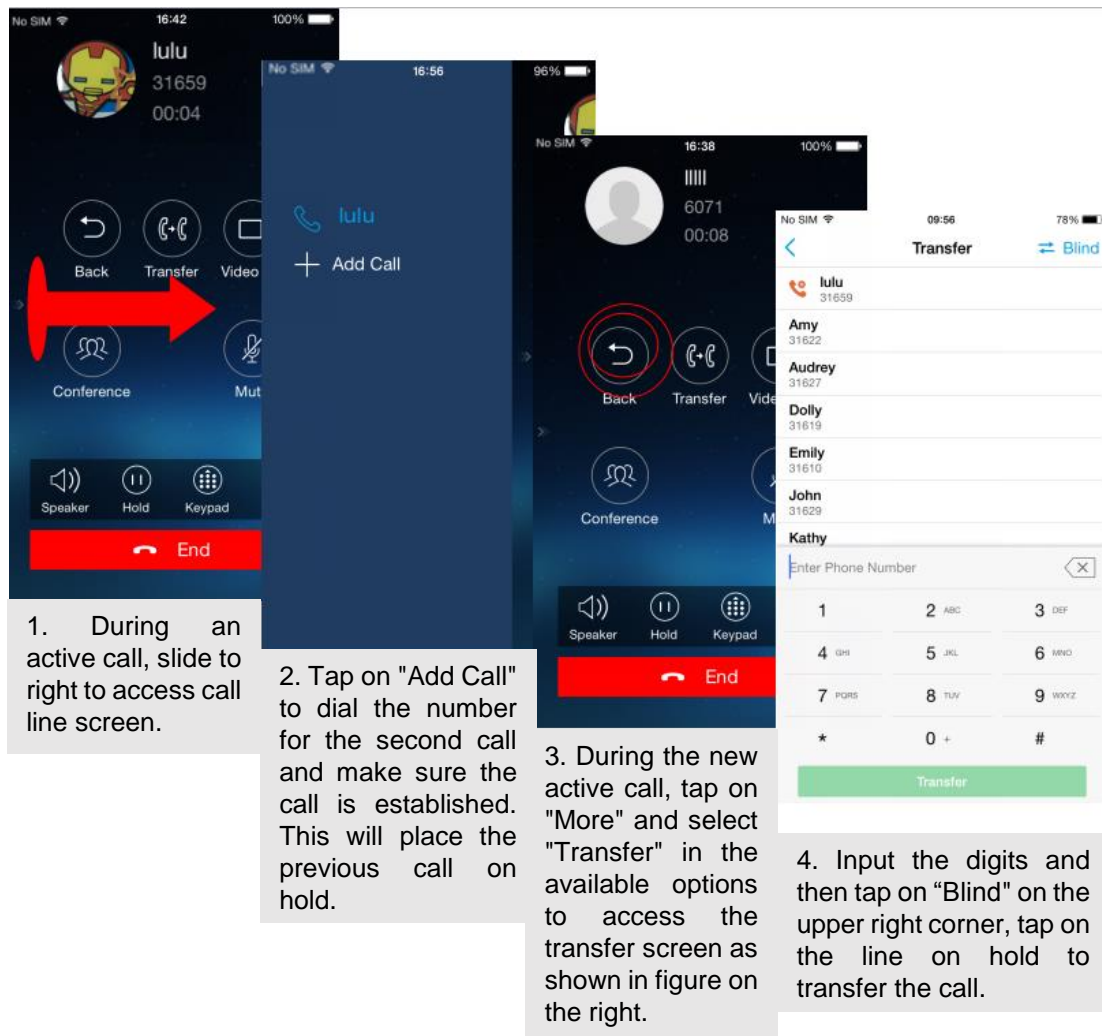 No SIM 16:42 100%
lulu
31659
00:04
Back Transfer Video
Conference Mut
Speaker Hold Keypad
End
1. During an
active call, slide to
right to access call
line screen.
No SIM 16:56 96%
lulu
Add Call
2. Tap on "Add Call"
to dial the number
for the second call
and make sure the
call is established.
This will place the
previous call on
hold.
No SIM 16:38 100%
lllll
6071
00:08
Back Transfer Vide
Conference M
Speaker Hold Keypad
End
3. During the new
active call, tap on
"More" and select
"Transfer" in the
available options
to access the
transfer screen as
shown in figure on
the right.
No SIM 09:56 78%
Transfer Blind
lulu
31659
Amy
31622
Audrey
31627
Dolly
31619
Emily
31610
John
31629
Kathy
Enter Phone Number
1 2 ABC 3 DEF
4 GHI 5 JKL 6 MNO
7 PQRS 8 TUV 9 WXYZ
* 0 + #
Transfer
4. Input the digits and
then tap on “Blind" on the
upper right corner, tap on
the line on hold to
transfer the call.